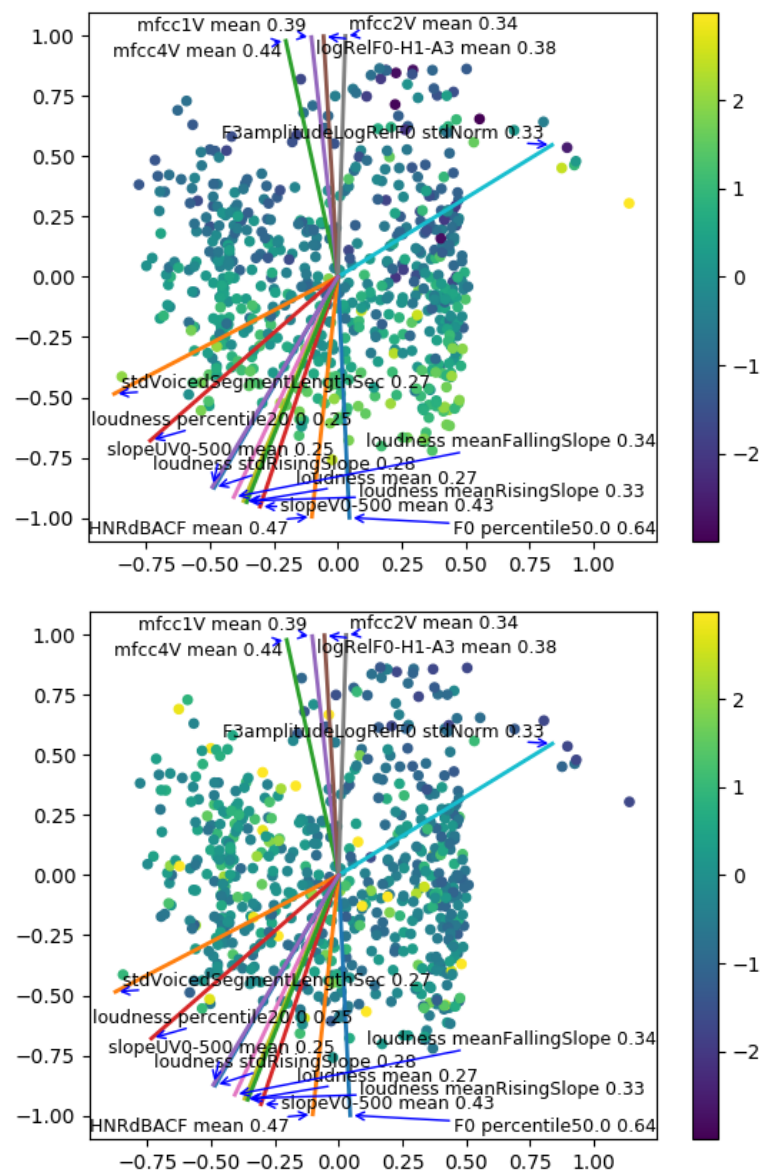 mfcc1V mean 0.39
mfcc2V mean 0.34
mfcc4V mean 0.44
logRelF0-H1-A3 mean 0.38
F3amplitudeLogRelF0 stdNorm 0.33
stdVoicedSegmentLengthSec 0.27
loudness percentile20.0 0.25
loudness meanFallingSlope 0.34
slopeUV0-500 mean 0.25
loudness stdRisingSlope 0.28
loudness mean 0.27
loudness meanRisingSlope 0.33
slopeV0-500 mean 0.43
HNRdBACF mean 0.47
F0 percentile50.0 0.64
1.00
0.75
0.50
0.25
0.00
−0.25
−0.50
−0.75
−1.00
−0.75 −0.50 −0.25 0.00 0.25 0.50 0.75 1.00
2
1
0
−1
−2
mfcc1V mean 0.39
mfcc2V mean 0.34
mfcc4V mean 0.44
logRelF0-H1-A3 mean 0.38
F3amplitudeLogRelF0 stdNorm 0.33
stdVoicedSegmentLengthSec 0.27
loudness percentile20.0 0.25
loudness meanFallingSlope 0.34
slopeUV0-500 mean 0.25
loudness stdRisingSlope 0.28
loudness mean 0.27
loudness meanRisingSlope 0.33
slopeV0-500 mean 0.43
HNRdBACF mean 0.47
F0 percentile50.0 0.64
1.00
0.75
0.50
0.25
0.00
−0.25
−0.50
−0.75
−1.00
−0.75 −0.50 −0.25 0.00 0.25 0.50 0.75 1.00
2
1
0
−1
−2